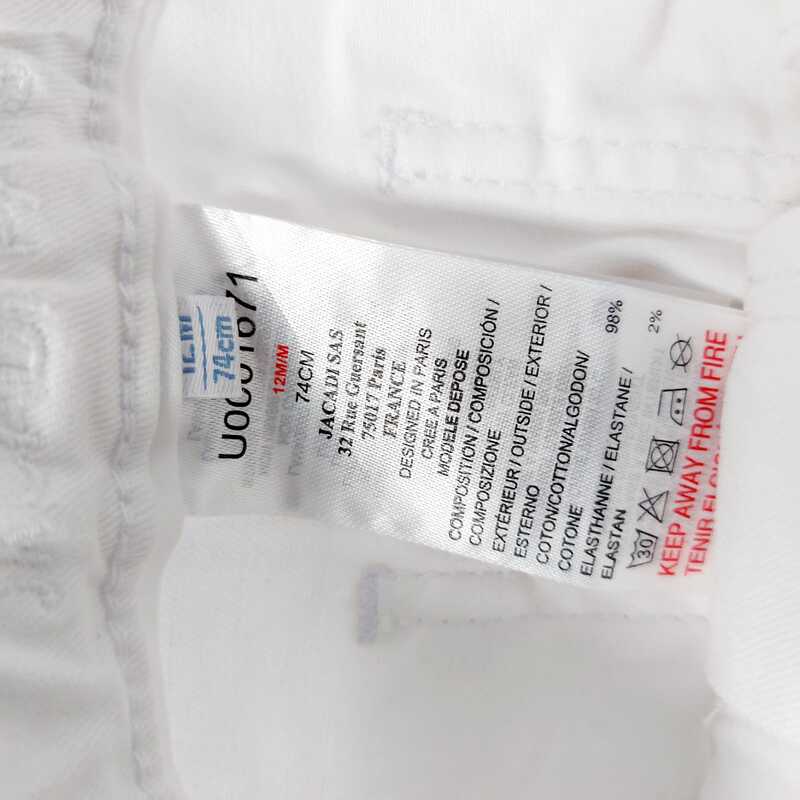 12M
74cm
12M/M
74CM
JACADI SAS
32 Rue Guersant
75017 Paris
FRANCE
DESIGNED IN PARIS
CREE A PARIS
MODELE DEPOSE
COMPOSITION / COMPOSICIÓN /
COMPOSIZIONE
EXTÉRIEUR / OUTSIDE / EXTERIOR /
ESTERNO
COTON/COTTON/ALGODON/ 98%
COTONE
ELASTHANNE / ELASTANE / 2%
ELASTAN
30
KEEP AWAY FROM FIRE
TENIR